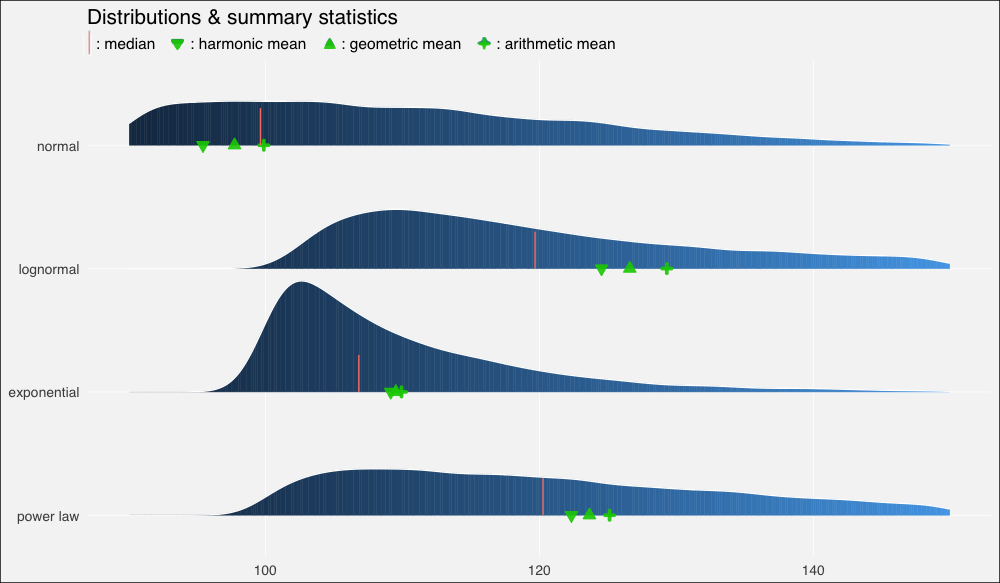 Distributions & summary statistics
: median : harmonic mean : geometric mean : arithmetic mean
normal
lognormal
exponential
power law
100 120 140